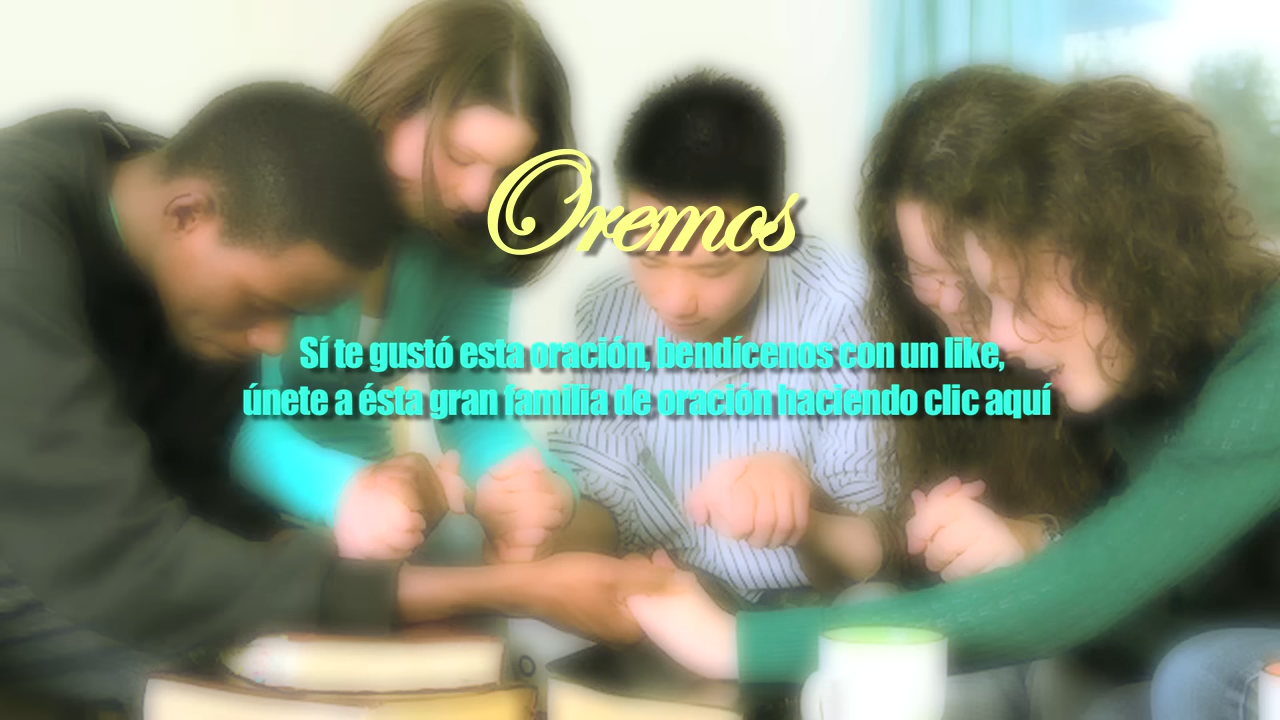 Oremos
Sí te gustó esta oración, bendícenos con un like,
únete a ésta gran familia de oración haciendo clic aquí